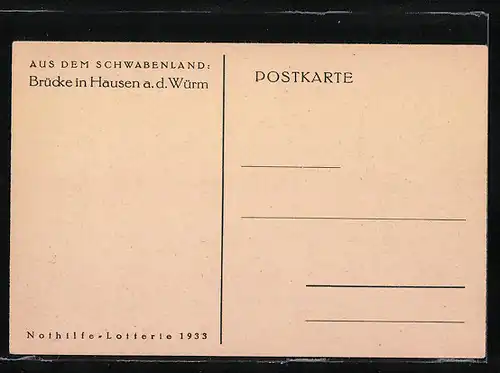 AUS DEM SCHWABENLAND:
Brücke in Hausen a. d. Würm
POSTKARTE
Nothilfe-Lotterie 1933